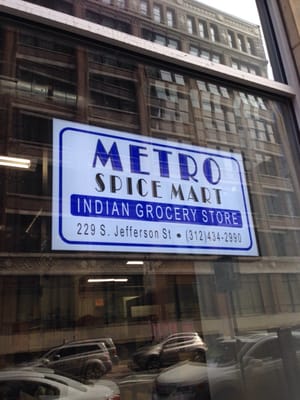 METRO
SPICE MART
INDIAN GROCERY STORE
229 S. Jefferson St • (312)434-2990